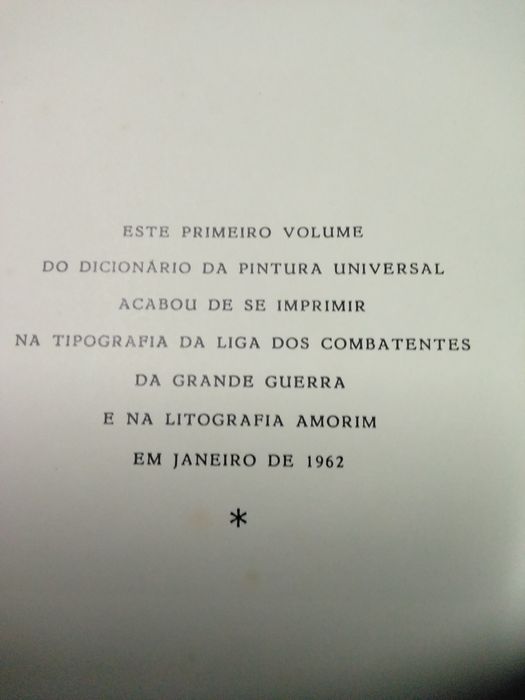 ESTE PRIMEIRO VOLUME
DO DICIONÁRIO DA PINTURA UNIVERSAL
ACABOU DE SE IMPRIMIR
NA TIPOGRAFIA DA LIGA DOS COMBATENTES
DA GRANDE GUERRA
E NA LITOGRAFIA AMORIM
EM JANEIRO DE 1962
*